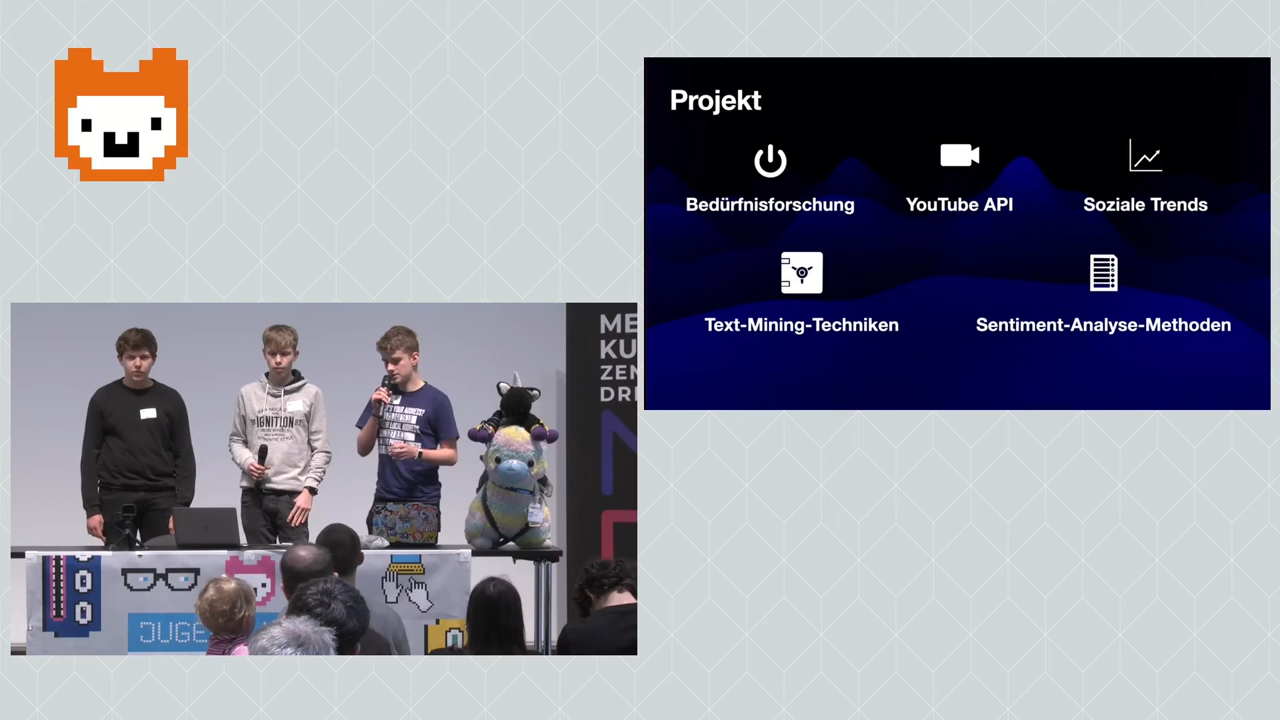 Projekt
Bedürfnisforschung
YouTube API
Soziale Trends
Text-Mining-Techniken
Sentiment-Analyse-Methoden
ME
KU
ZEN
DR
IGNITION
JUGE